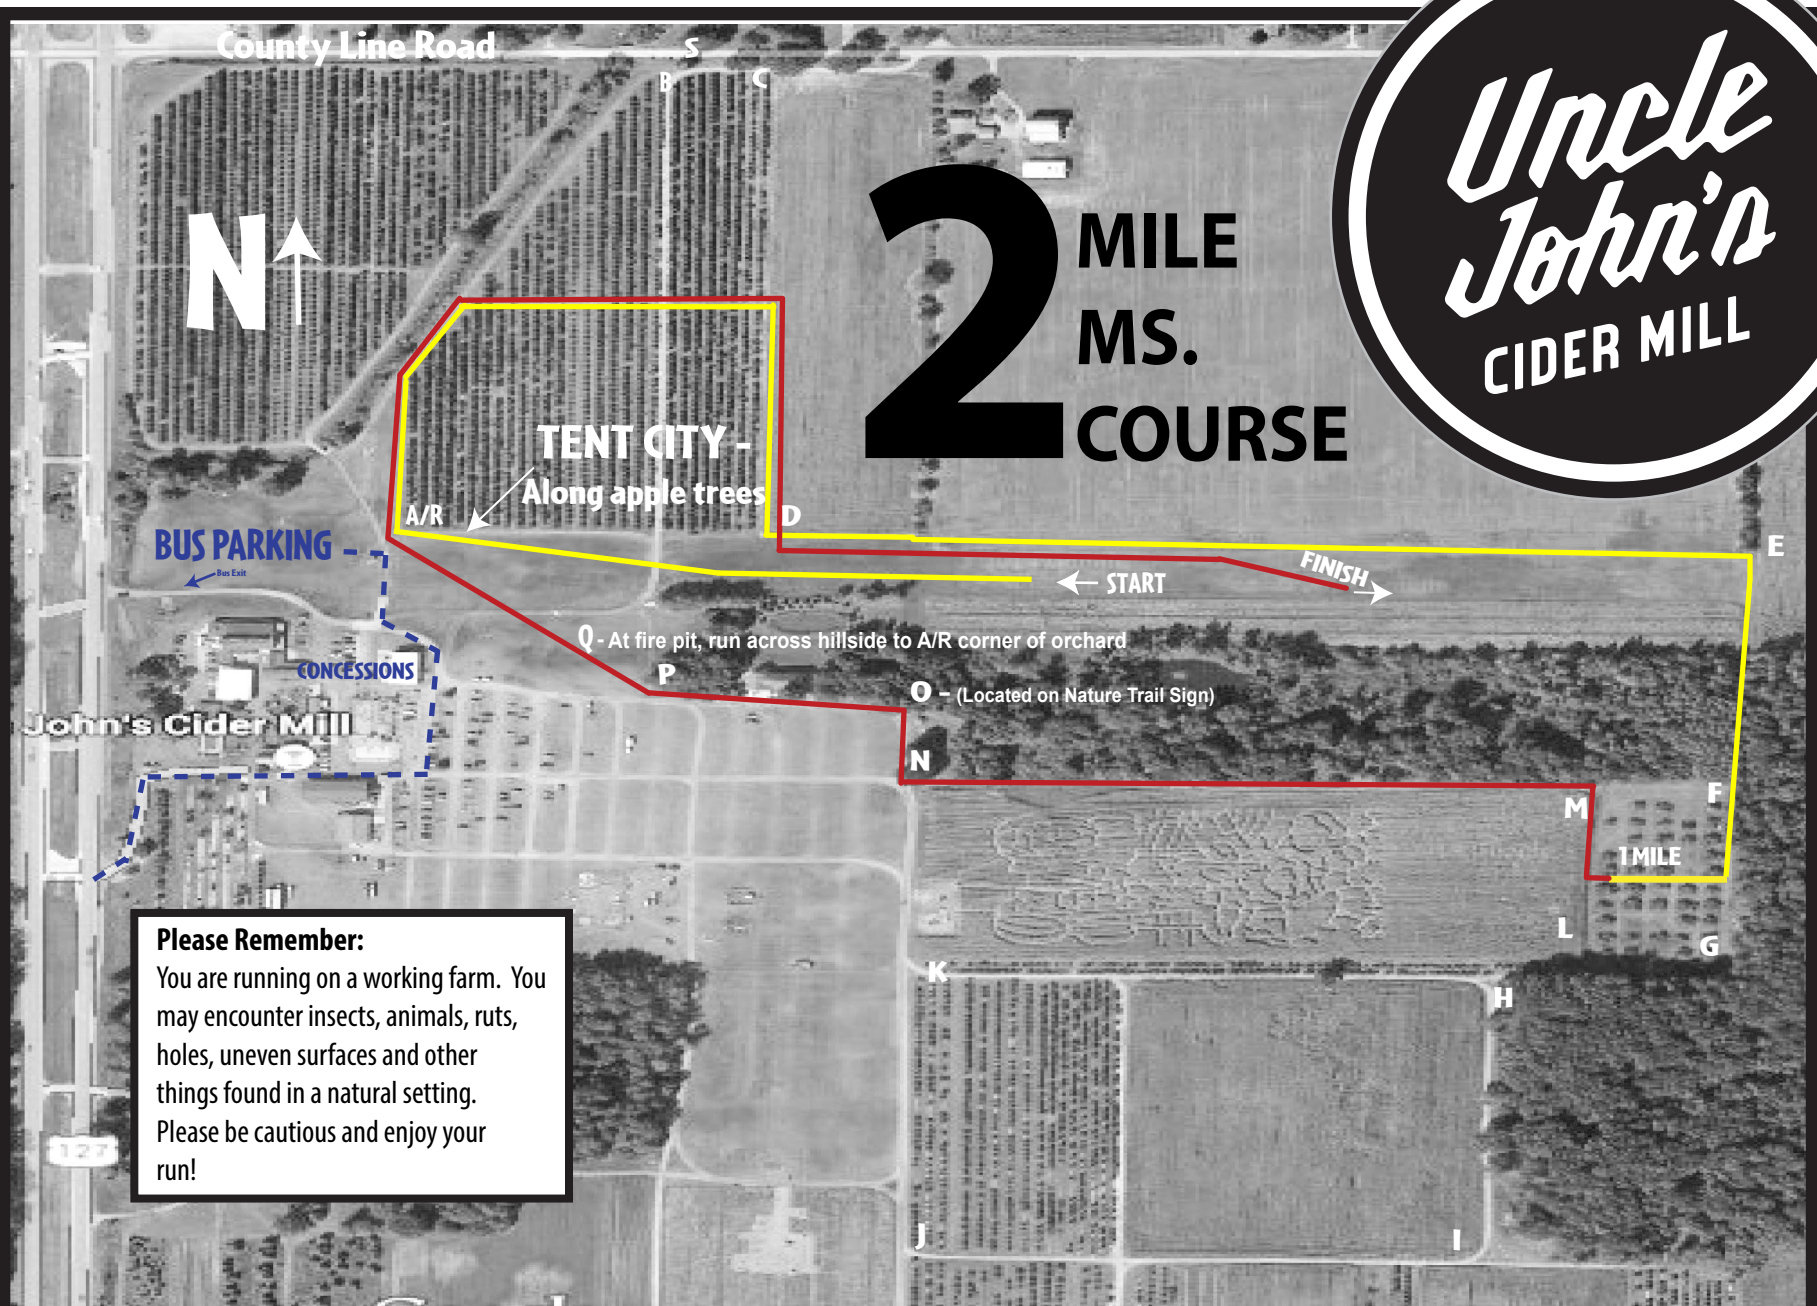 County Line Road
S
B
C
Uncle
John's
CIDER MILL
N
2
MILE
MS.
COURSE
TENT CITY -
Along apple trees
A/R
D
E
BUS PARKING
Bus Exit
START
FINISH
Q - At fire pit, run across hillside to A/R corner of orchard
CONCESSIONS
P
O - (Located on Nature Trail Sign)
John's Cider Mill
N
M
F
1 MILE
L
G
K
H
Please Remember:
You are running on a working farm. You
may encounter insects, animals, ruts,
holes, uneven surfaces and other
things found in a natural setting.
Please be cautious and enjoy your
run!
127
J
I